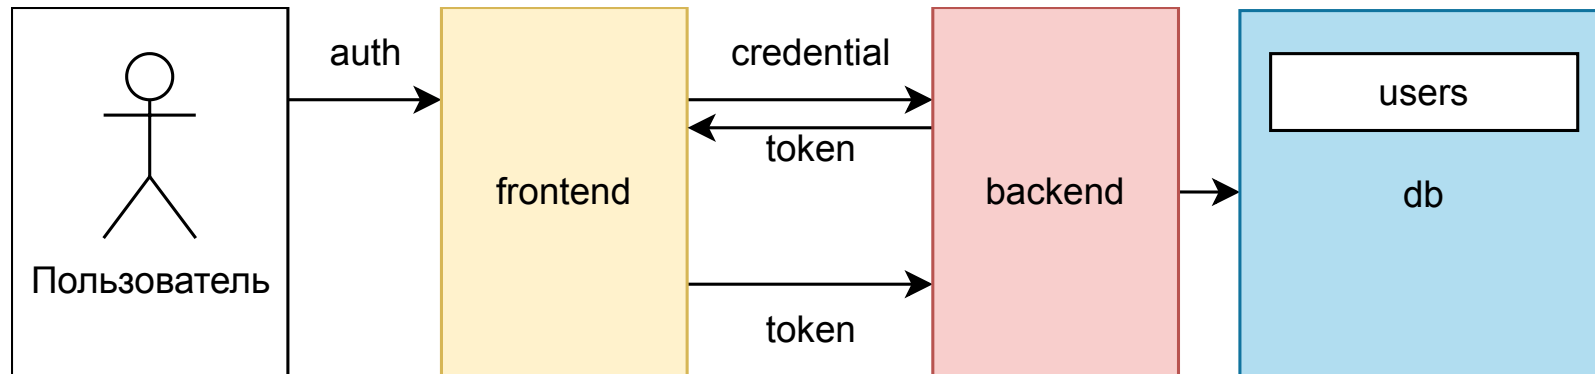 auth
credential
users
token
frontend
backend
db
Пользователь
token